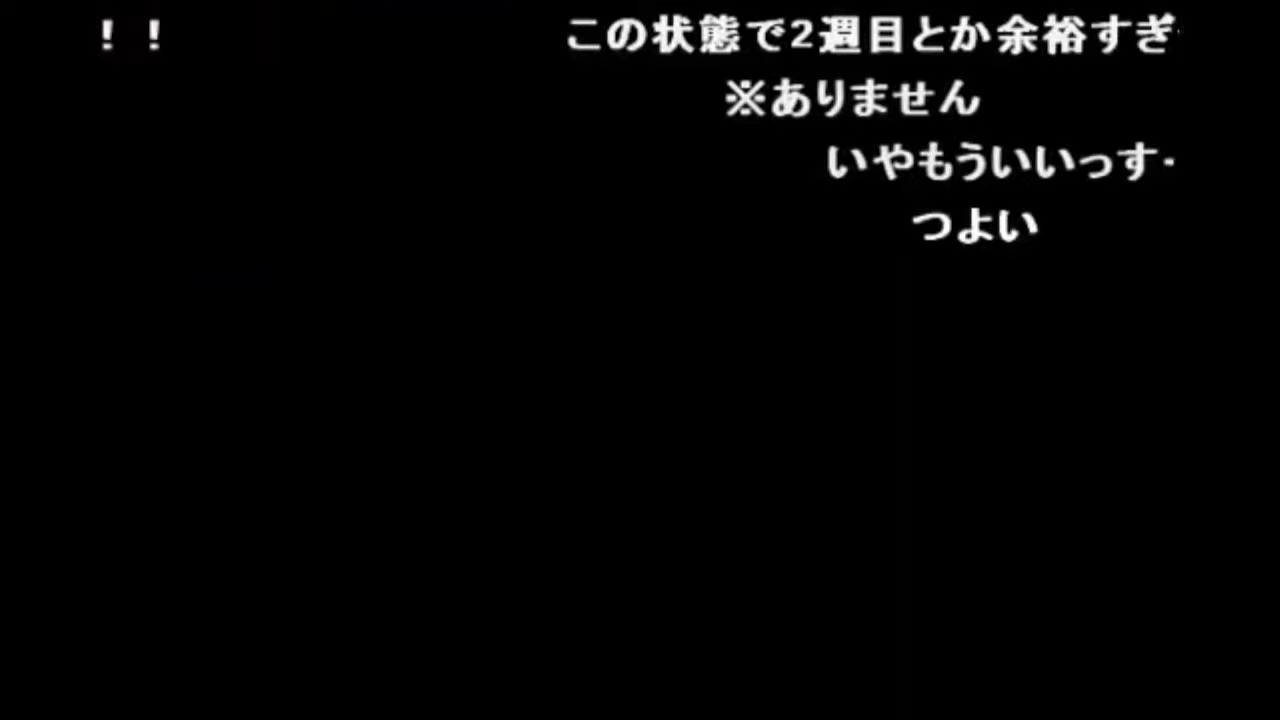 ！！ この状態で2週目とか余裕すぎ
※ありません
いやもういいっす
つよい